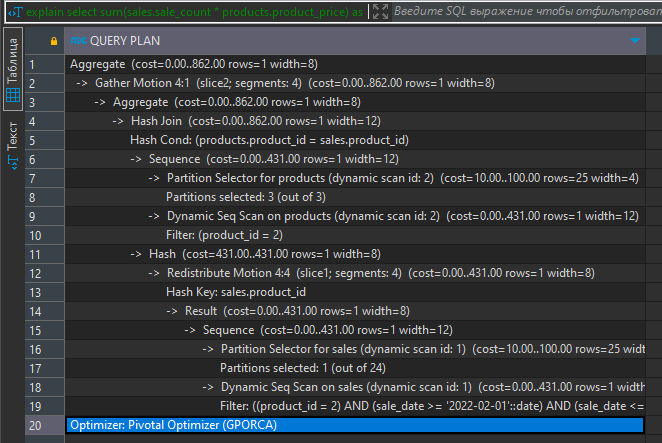 explain select sum(sales.sale_count * products.product_price) as
Введите SQL выражение чтобы отфильтроват
Таблица
Текст
QUERY PLAN
1 Aggregate (cost=0.00..862.00 rows=1 width=8)
2 -> Gather Motion 4:1 (slice2; segments: 4) (cost=0.00..862.00 rows=1 width=8)
3 -> Aggregate (cost=0.00..862.00 rows=1 width=8)
4 -> Hash Join (cost=0.00..862.00 rows=1 width=12)
5 Hash Cond: (products.product_id = sales.product_id)
6 -> Sequence (cost=0.00..431.00 rows=1 width=12)
7 -> Partition Selector for products (dynamic scan id: 2) (cost=10.00..100.00 rows=25 width=4)
8 Partitions selected: 3 (out of 3)
9 -> Dynamic Seq Scan on products (dynamic scan id: 2) (cost=0.00..431.00 rows=1 width=12)
10 Filter: (product_id = 2)
11 -> Hash (cost=431.00..431.00 rows=1 width=8)
12 -> Redistribute Motion 4:4 (slice1; segments: 4) (cost=0.00..431.00 rows=1 width=8)
13 Hash Key: sales.product_id
14 -> Result (cost=0.00..431.00 rows=1 width=8)
15 -> Sequence (cost=0.00..431.00 rows=1 width=12)
16 -> Partition Selector for sales (dynamic scan id: 1) (cost=10.00..100.00 rows=25 widt
17 Partitions selected: 1 (out of 24)
18 -> Dynamic Seq Scan on sales (dynamic scan id: 1) (cost=0.00..431.00 rows=1 width=
19 Filter: ((product_id = 2) AND (sale_date >= '2022-02-01'::date) AND (sale_date <=
20 Optimizer: Pivotal Optimizer (GPORCA)